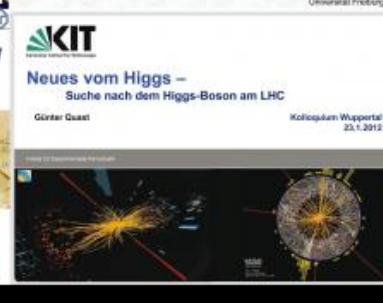 Universität Freiburg
KIT
Neues vom Higgs –
Suche nach dem Higgs-Boson am LHC
Günter Quast
Kolloquium Wuppertal
23.1.2012